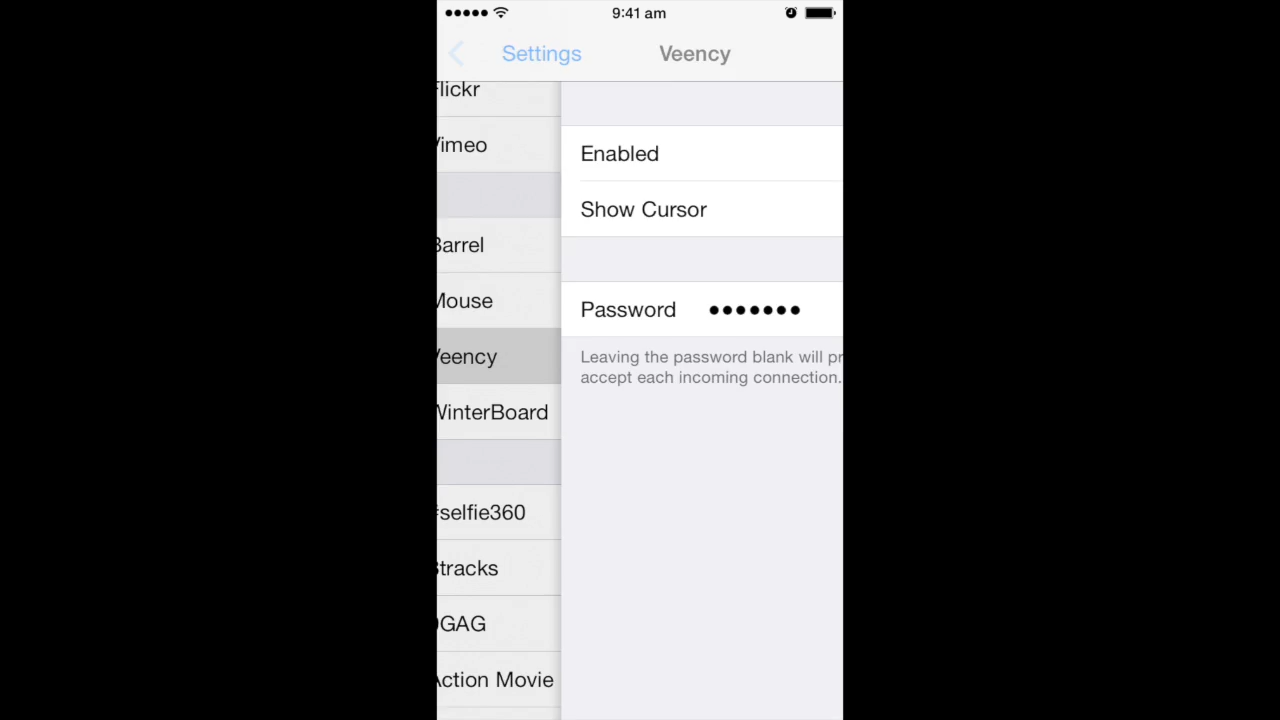 9:41 am
Settings
Veency
Flickr
Vimeo
Barrel
Mouse
Veency
WinterBoard
#selfie360
8tracks
9GAG
Action Movie
Enabled
Show Cursor
Password •••••••
Leaving the password blank will pr
accept each incoming connection.